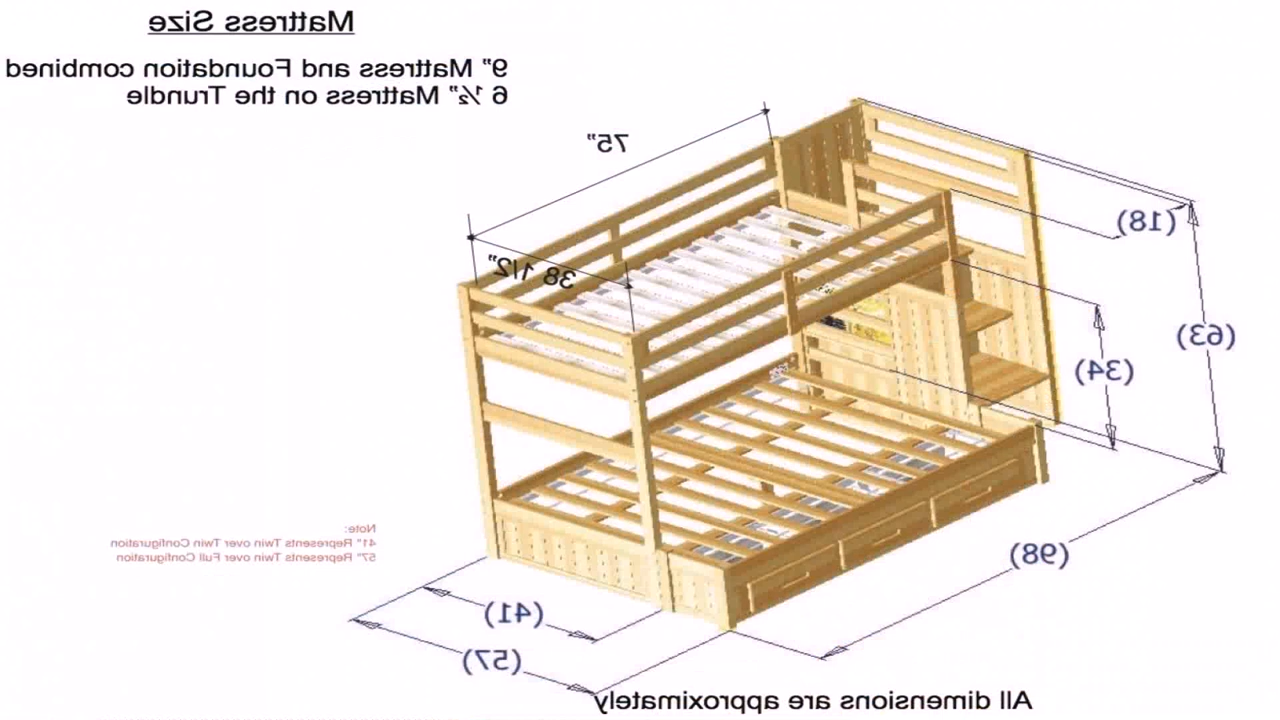 Mattress Size
9” Mattress and Foundation combined
6 ½” Mattress on the Trundle
75”
38 1/2”
(18)
(63)
(34)
(98)
(41)
(57)
Note:
41" Represents Twin over Twin Configuration
57" Represents Twin over Full Configuration
All dimensions are approximately